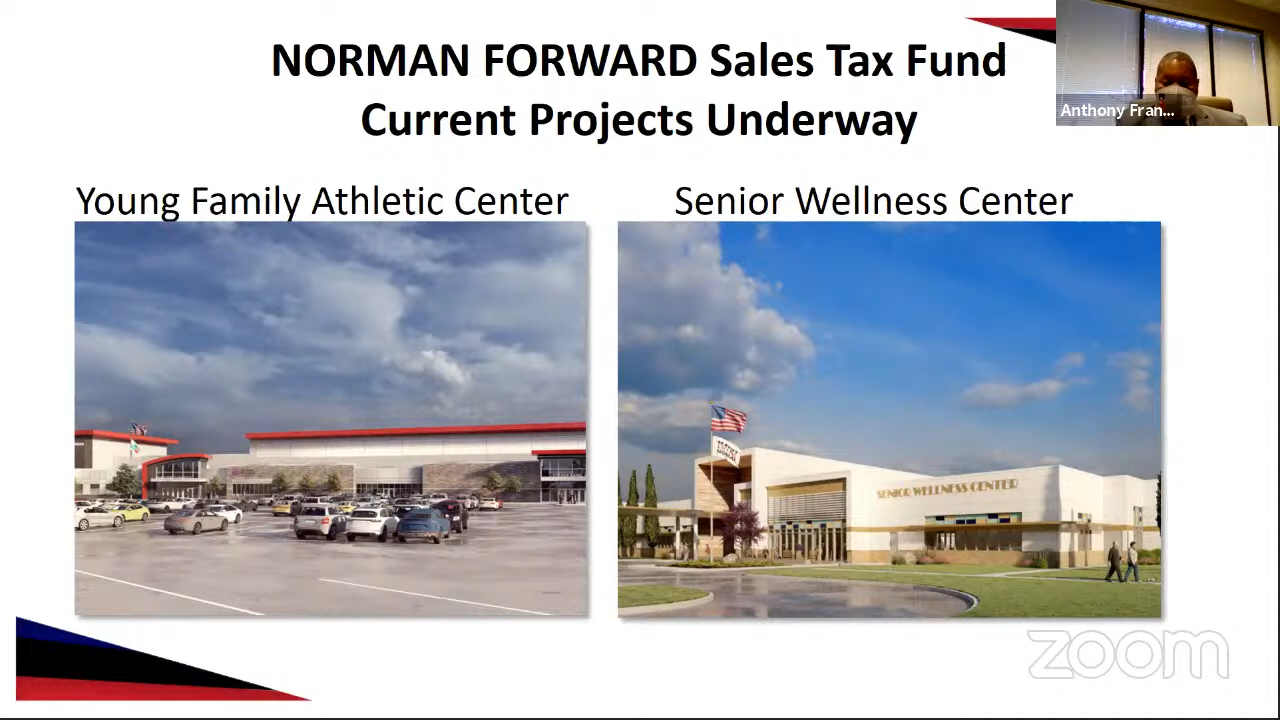 NORMAN FORWARD Sales Tax Fund
Current Projects Underway
Anthony Fran...
Young Family Athletic Center
Senior Wellness Center
SENIOR WELLNESS CENTER
zoom